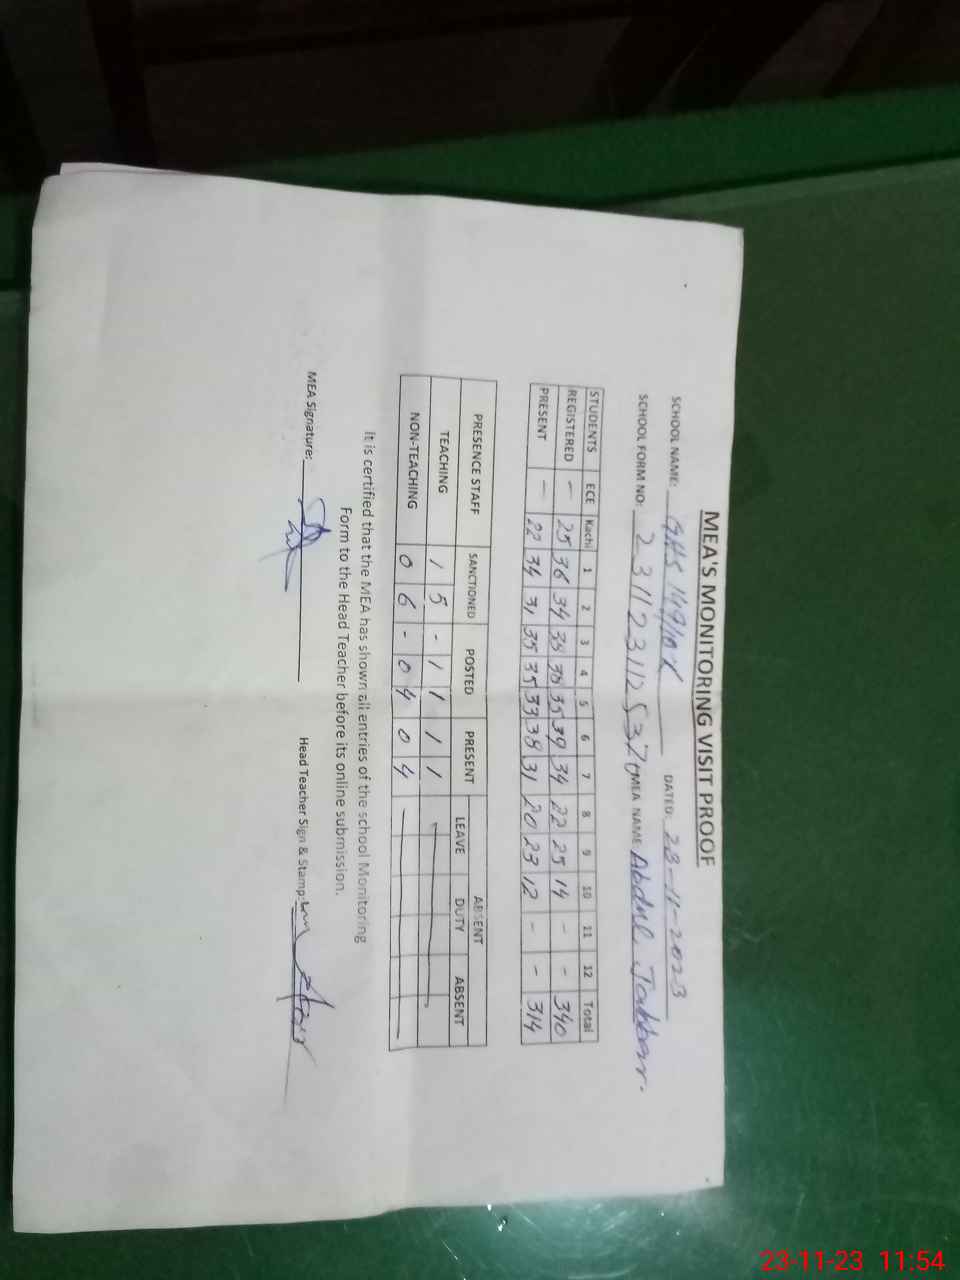 MEA'S MONITORING VISIT PROOF
SCHOOL NAME: GHS 149/10-R DATED: 23-11-2023
SCHOOL FORM NO: 2311231125370 MEA NAME Abdul Jabbar.
STUDENTS ECE Kachi 1 2 3 4 5 6 7 8 9 10 11 12 Total
REGISTERED - 25 36 34 35 38 35 39 34 22 25 14 - - 340
PRESENT - 22 34 31 35 35 33 38 31 20 23 12 - - 314
PRESENCE STAFF SANCTIONED POSTED PRESENT ABSENT
LEAVE DUTY ABSENT
TEACHING 15 - 11 11
NON-TEACHING 06 - 04 04
It is certified that the MEA has shown all entries of the school Monitoring
Form to the Head Teacher before its online submission.
MEA Signature: Head Teacher Sign & Stamp:
23-11-23 11:54